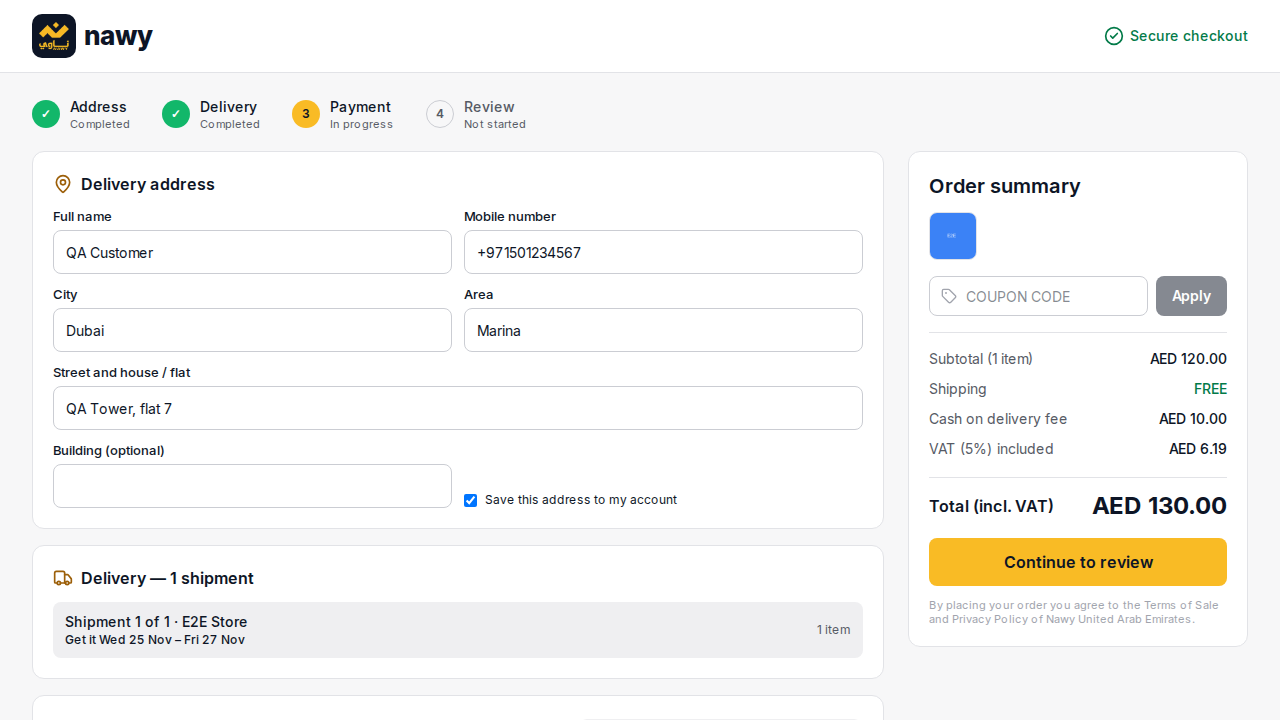 نــاوي
NAWY
nawy
Secure checkout
Address
Completed
Delivery
Completed
3
Payment
In progress
4
Review
Not started
Delivery address
Full name
Mobile number
QA Customer
+971501234567
City
Area
Dubai
Marina
Street and house / flat
QA Tower, flat 7
Building (optional)
Save this address to my account
Delivery — 1 shipment
Shipment 1 of 1 · E2E Store
Get it Wed 25 Nov – Fri 27 Nov
1 item
Order summary
COUPON CODE
Apply
Subtotal (1 item)
AED 120.00
Shipping
FREE
Cash on delivery fee
AED 10.00
VAT (5%) included
AED 6.19
Total (incl. VAT)
AED 130.00
Continue to review
By placing your order you agree to the Terms of Sale
and Privacy Policy of Nawy United Arab Emirates.